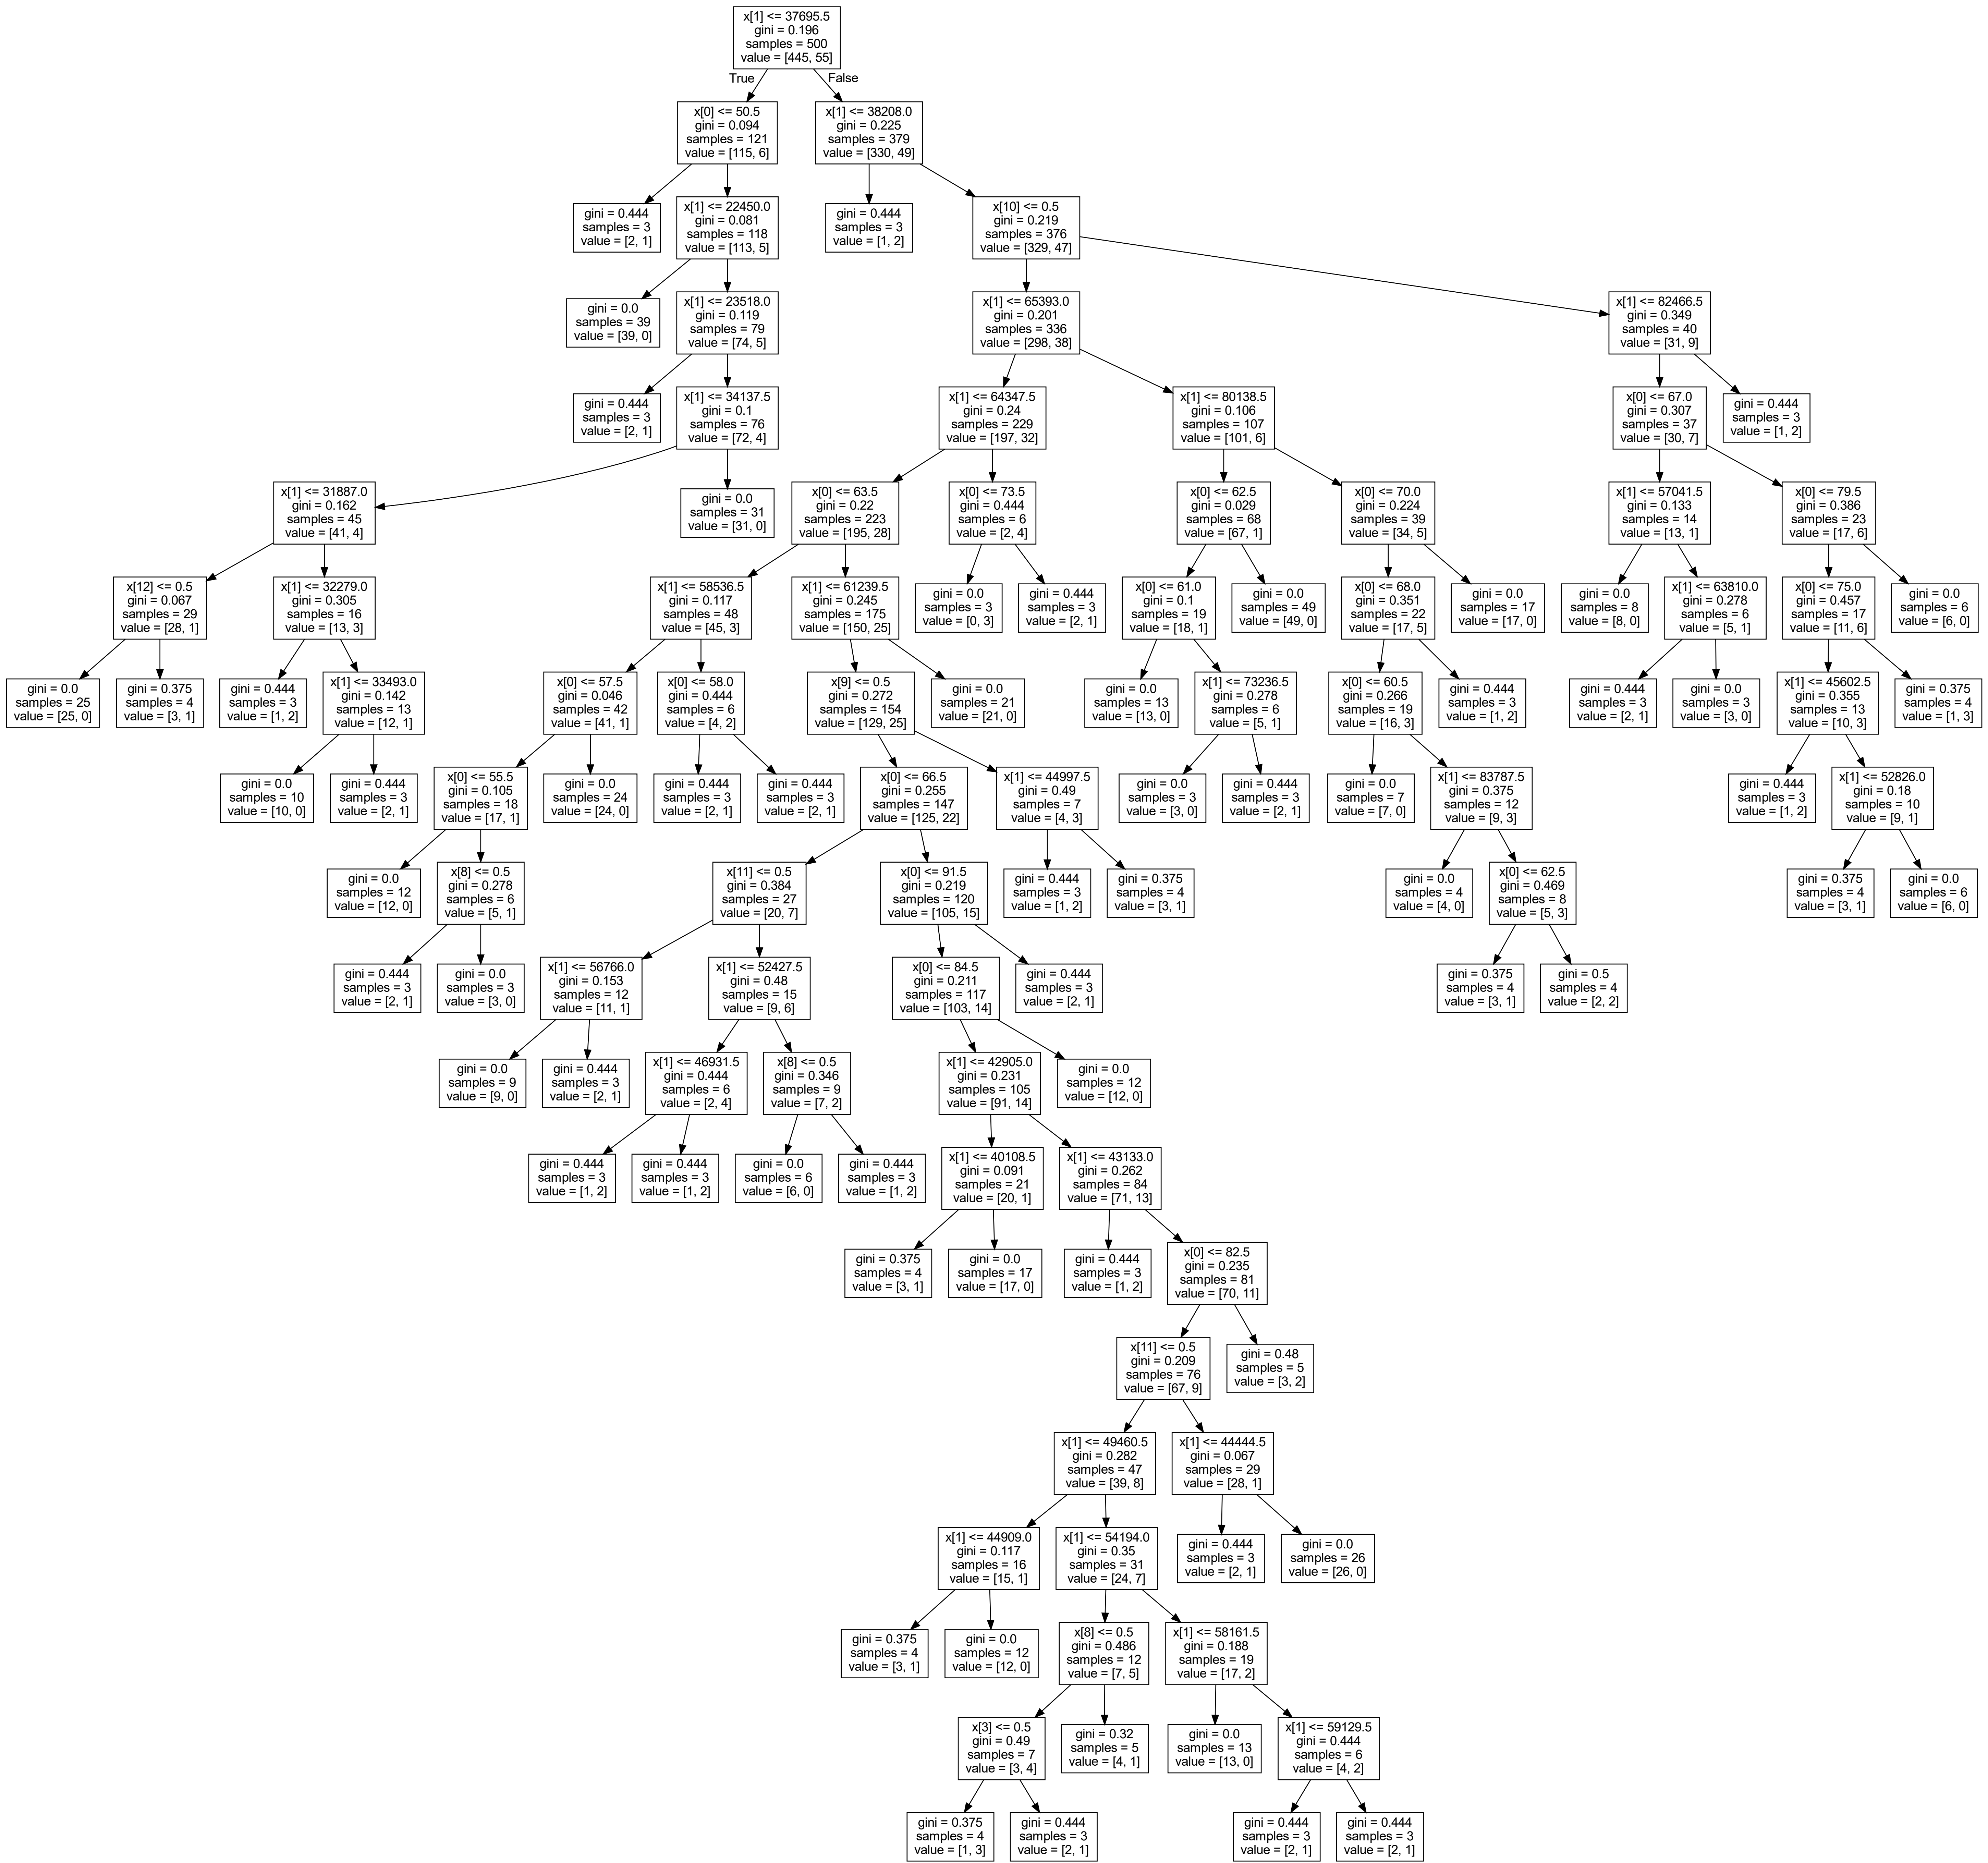 x[1] <= 37695.5
gini = 0.196
samples = 500
value = [445, 55]
True
False
x[0] <= 50.5
gini = 0.094
samples = 121
value = [115, 6]
x[1] <= 38208.0
gini = 0.225
samples = 379
value = [330, 49]
gini = 0.444
samples = 3
value = [2, 1]
x[1] <= 22450.0
gini = 0.081
samples = 118
value = [113, 5]
gini = 0.444
samples = 3
value = [1, 2]
x[10] <= 0.5
gini = 0.219
samples = 376
value = [329, 47]
gini = 0.0
samples = 39
value = [39, 0]
x[1] <= 23518.0
gini = 0.119
samples = 79
value = [74, 5]
x[1] <= 65393.0
gini = 0.201
samples = 336
value = [298, 38]
x[1] <= 82466.5
gini = 0.349
samples = 40
value = [31, 9]
gini = 0.444
samples = 3
value = [2, 1]
x[1] <= 34137.5
gini = 0.1
samples = 76
value = [72, 4]
x[1] <= 64347.5
gini = 0.24
samples = 229
value = [197, 32]
x[1] <= 80138.5
gini = 0.106
samples = 107
value = [101, 6]
x[0] <= 67.0
gini = 0.307
samples = 37
value = [30, 7]
gini = 0.444
samples = 3
value = [1, 2]
x[1] <= 31887.0
gini = 0.162
samples = 45
value = [41, 4]
gini = 0.0
samples = 31
value = [31, 0]
x[0] <= 63.5
gini = 0.22
samples = 223
value = [195, 28]
x[0] <= 73.5
gini = 0.444
samples = 6
value = [2, 4]
x[0] <= 62.5
gini = 0.029
samples = 68
value = [67, 1]
x[0] <= 70.0
gini = 0.224
samples = 39
value = [34, 5]
x[1] <= 57041.5
gini = 0.133
samples = 14
value = [13, 1]
x[0] <= 79.5
gini = 0.386
samples = 23
value = [17, 6]
x[12] <= 0.5
gini = 0.067
samples = 29
value = [28, 1]
x[1] <= 32279.0
gini = 0.305
samples = 16
value = [13, 3]
x[1] <= 58536.5
gini = 0.117
samples = 48
value = [45, 3]
x[1] <= 61239.5
gini = 0.245
samples = 175
value = [150, 25]
gini = 0.0
samples = 3
value = [0, 3]
gini = 0.444
samples = 3
value = [2, 1]
x[0] <= 61.0
gini = 0.1
samples = 19
value = [18, 1]
gini = 0.0
samples = 49
value = [49, 0]
x[0] <= 68.0
gini = 0.351
samples = 22
value = [17, 5]
gini = 0.0
samples = 17
value = [17, 0]
gini = 0.0
samples = 8
value = [8, 0]
x[1] <= 63810.0
gini = 0.278
samples = 6
value = [5, 1]
x[0] <= 75.0
gini = 0.457
samples = 17
value = [11, 6]
gini = 0.0
samples = 6
value = [6, 0]
gini = 0.0
samples = 25
value = [25, 0]
gini = 0.375
samples = 4
value = [3, 1]
gini = 0.444
samples = 3
value = [1, 2]
x[1] <= 33493.0
gini = 0.142
samples = 13
value = [12, 1]
x[0] <= 57.5
gini = 0.046
samples = 42
value = [41, 1]
x[0] <= 58.0
gini = 0.444
samples = 6
value = [4, 2]
x[9] <= 0.5
gini = 0.272
samples = 154
value = [129, 25]
gini = 0.0
samples = 21
value = [21, 0]
gini = 0.0
samples = 13
value = [13, 0]
x[1] <= 73236.5
gini = 0.278
samples = 6
value = [5, 1]
x[0] <= 60.5
gini = 0.266
samples = 19
value = [16, 3]
gini = 0.444
samples = 3
value = [1, 2]
gini = 0.444
samples = 3
value = [2, 1]
gini = 0.0
samples = 3
value = [3, 0]
x[1] <= 45602.5
gini = 0.355
samples = 13
value = [10, 3]
gini = 0.375
samples = 4
value = [1, 3]
gini = 0.0
samples = 10
value = [10, 0]
gini = 0.444
samples = 3
value = [2, 1]
x[0] <= 55.5
gini = 0.105
samples = 18
value = [17, 1]
gini = 0.0
samples = 24
value = [24, 0]
gini = 0.444
samples = 3
value = [2, 1]
gini = 0.444
samples = 3
value = [2, 1]
x[0] <= 66.5
gini = 0.255
samples = 147
value = [125, 22]
x[1] <= 44997.5
gini = 0.49
samples = 7
value = [4, 3]
gini = 0.0
samples = 3
value = [3, 0]
gini = 0.444
samples = 3
value = [2, 1]
gini = 0.0
samples = 7
value = [7, 0]
x[1] <= 83787.5
gini = 0.375
samples = 12
value = [9, 3]
gini = 0.444
samples = 3
value = [1, 2]
x[1] <= 52826.0
gini = 0.18
samples = 10
value = [9, 1]
gini = 0.0
samples = 12
value = [12, 0]
x[8] <= 0.5
gini = 0.278
samples = 6
value = [5, 1]
x[11] <= 0.5
gini = 0.384
samples = 27
value = [20, 7]
x[0] <= 91.5
gini = 0.219
samples = 120
value = [105, 15]
gini = 0.444
samples = 3
value = [1, 2]
gini = 0.375
samples = 4
value = [3, 1]
gini = 0.0
samples = 4
value = [4, 0]
x[0] <= 62.5
gini = 0.469
samples = 8
value = [5, 3]
gini = 0.375
samples = 4
value = [3, 1]
gini = 0.0
samples = 6
value = [6, 0]
gini = 0.444
samples = 3
value = [2, 1]
gini = 0.0
samples = 3
value = [3, 0]
x[1] <= 56766.0
gini = 0.153
samples = 12
value = [11, 1]
x[1] <= 52427.5
gini = 0.48
samples = 15
value = [9, 6]
x[0] <= 84.5
gini = 0.211
samples = 117
value = [103, 14]
gini = 0.444
samples = 3
value = [2, 1]
gini = 0.375
samples = 4
value = [3, 1]
gini = 0.5
samples = 4
value = [2, 2]
gini = 0.0
samples = 9
value = [9, 0]
gini = 0.444
samples = 3
value = [2, 1]
x[1] <= 46931.5
gini = 0.444
samples = 6
value = [2, 4]
x[8] <= 0.5
gini = 0.346
samples = 9
value = [7, 2]
x[1] <= 42905.0
gini = 0.231
samples = 105
value = [91, 14]
gini = 0.0
samples = 12
value = [12, 0]
gini = 0.444
samples = 3
value = [1, 2]
gini = 0.444
samples = 3
value = [1, 2]
gini = 0.0
samples = 6
value = [6, 0]
gini = 0.444
samples = 3
value = [1, 2]
x[1] <= 40108.5
gini = 0.091
samples = 21
value = [20, 1]
x[1] <= 43133.0
gini = 0.262
samples = 84
value = [71, 13]
gini = 0.375
samples = 4
value = [3, 1]
gini = 0.0
samples = 17
value = [17, 0]
gini = 0.444
samples = 3
value = [1, 2]
x[0] <= 82.5
gini = 0.235
samples = 81
value = [70, 11]
x[11] <= 0.5
gini = 0.209
samples = 76
value = [67, 9]
gini = 0.48
samples = 5
value = [3, 2]
x[1] <= 49460.5
gini = 0.282
samples = 47
value = [39, 8]
x[1] <= 44444.5
gini = 0.067
samples = 29
value = [28, 1]
x[1] <= 44909.0
gini = 0.117
samples = 16
value = [15, 1]
x[1] <= 54194.0
gini = 0.35
samples = 31
value = [24, 7]
gini = 0.444
samples = 3
value = [2, 1]
gini = 0.0
samples = 26
value = [26, 0]
gini = 0.375
samples = 4
value = [3, 1]
gini = 0.0
samples = 12
value = [12, 0]
x[8] <= 0.5
gini = 0.486
samples = 12
value = [7, 5]
x[1] <= 58161.5
gini = 0.188
samples = 19
value = [17, 2]
x[3] <= 0.5
gini = 0.49
samples = 7
value = [3, 4]
gini = 0.32
samples = 5
value = [4, 1]
gini = 0.0
samples = 13
value = [13, 0]
x[1] <= 59129.5
gini = 0.444
samples = 6
value = [4, 2]
gini = 0.375
samples = 4
value = [1, 3]
gini = 0.444
samples = 3
value = [2, 1]
gini = 0.444
samples = 3
value = [2, 1]
gini = 0.444
samples = 3
value = [2, 1]